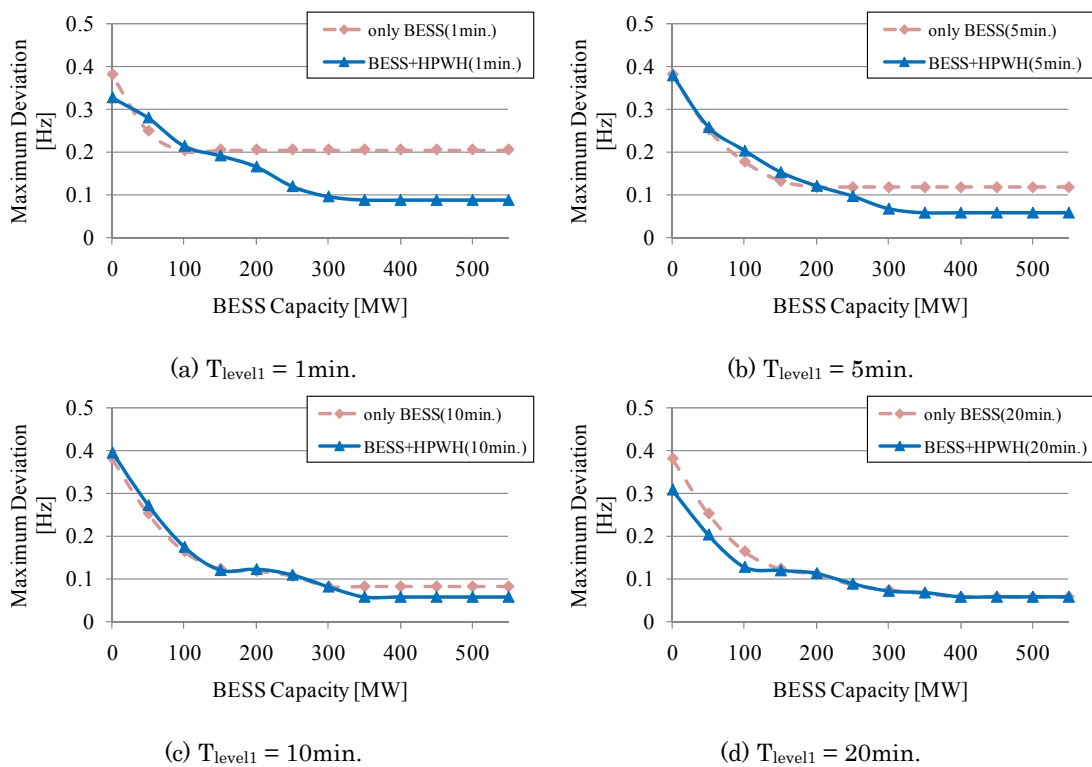 0.5
0.4
0.3
0.2
0.1
0
Maximum Deviation
[Hz]
only BESS(1min.)
BESS+HPWH(1min.)
0 100 200 300 400 500
BESS Capacity [MW]
(a) Tlevel1 = 1min.
0.5
0.4
0.3
0.2
0.1
0
Maximum Deviation
[Hz]
only BESS(5min.)
BESS+HPWH(5min.)
0 100 200 300 400 500
BESS Capacity [MW]
(b) Tlevel1 = 5min.
0.5
0.4
0.3
0.2
0.1
0
Maximum Deviation
[Hz]
only BESS(10min.)
BESS+HPWH(10min.)
0 100 200 300 400 500
BESS Capacity [MW]
(c) Tlevel1 = 10min.
0.5
0.4
0.3
0.2
0.1
0
Maximum Deviation
[Hz]
only BESS(20min.)
BESS+HPWH(20min.)
0 100 200 300 400 500
BESS Capacity [MW]
(d) Tlevel1 = 20min.